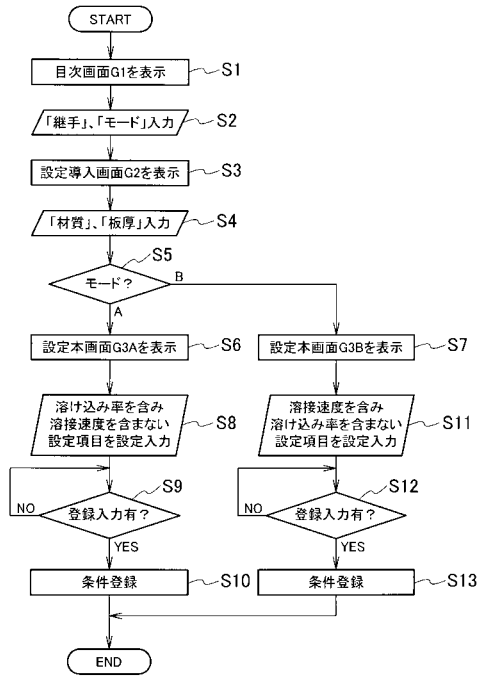 START
目次画面G1を表示
S1
「継手」、「モード」入力
S2
設定導入画面G2を表示
S3
「材質」、「板厚」入力
S4
S5
モード?
B
A
設定本画面G3Aを表示
S6
設定本画面G3Bを表示
S7
溶け込み率を含み
溶接速度を含まない
設定項目を設定入力
S8
溶接速度を含み
溶け込み率を含まない
設定項目を設定入力
S11
S9
登録入力有?
NO
YES
S12
登録入力有?
NO
YES
条件登録
S10
条件登録
S13
END